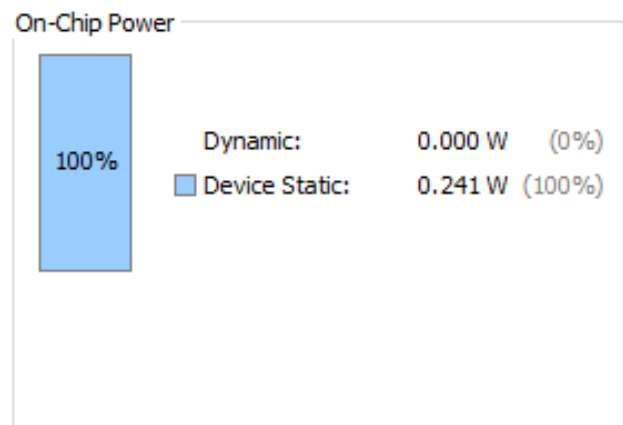 On-Chip Power
100%
Dynamic: 0.000 W (0%)
Device Static: 0.241 W (100%)